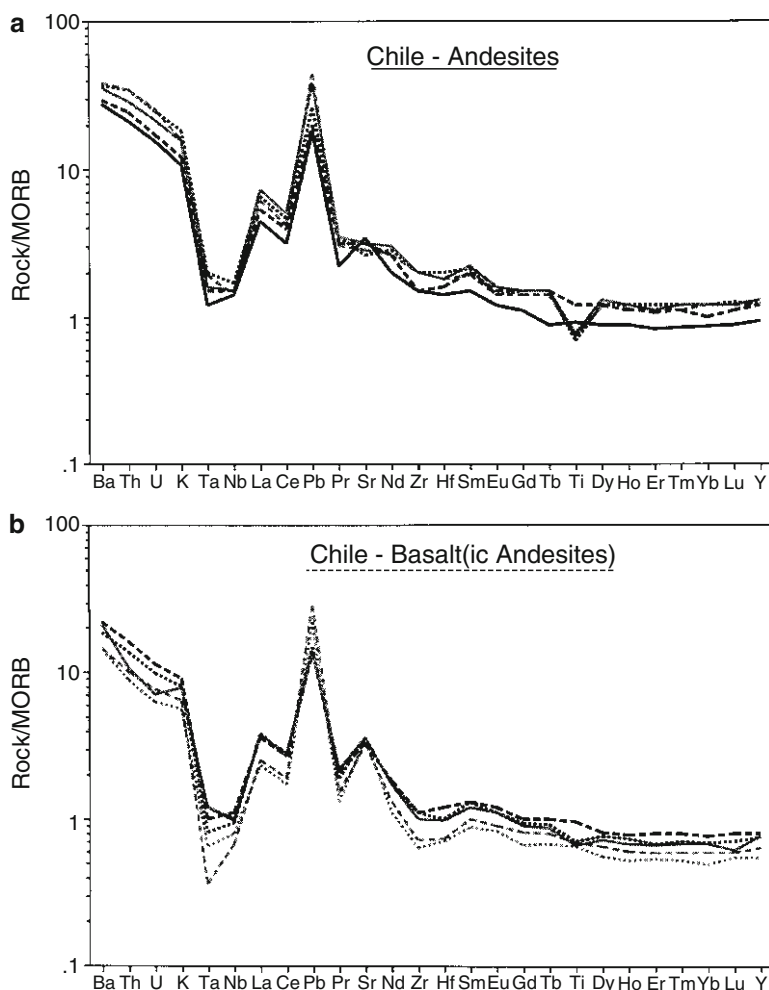 a
Chile - Andesites
100
10
1
.1
Rock/MORB
Ba Th U K Ta Nb La Ce Pb Pr Sr Nd Zr Hf Sm Eu Gd Tb Ti Dy Ho Er Tm Yb Lu Y
b
Chile - Basalt(ic Andesites)
100
10
1
.1
Rock/MORB
Ba Th U K Ta Nb La Ce Pb Pr Sr Nd Zr Hf Sm Eu Gd Tb Ti Dy Ho Er Tm Yb Lu Y